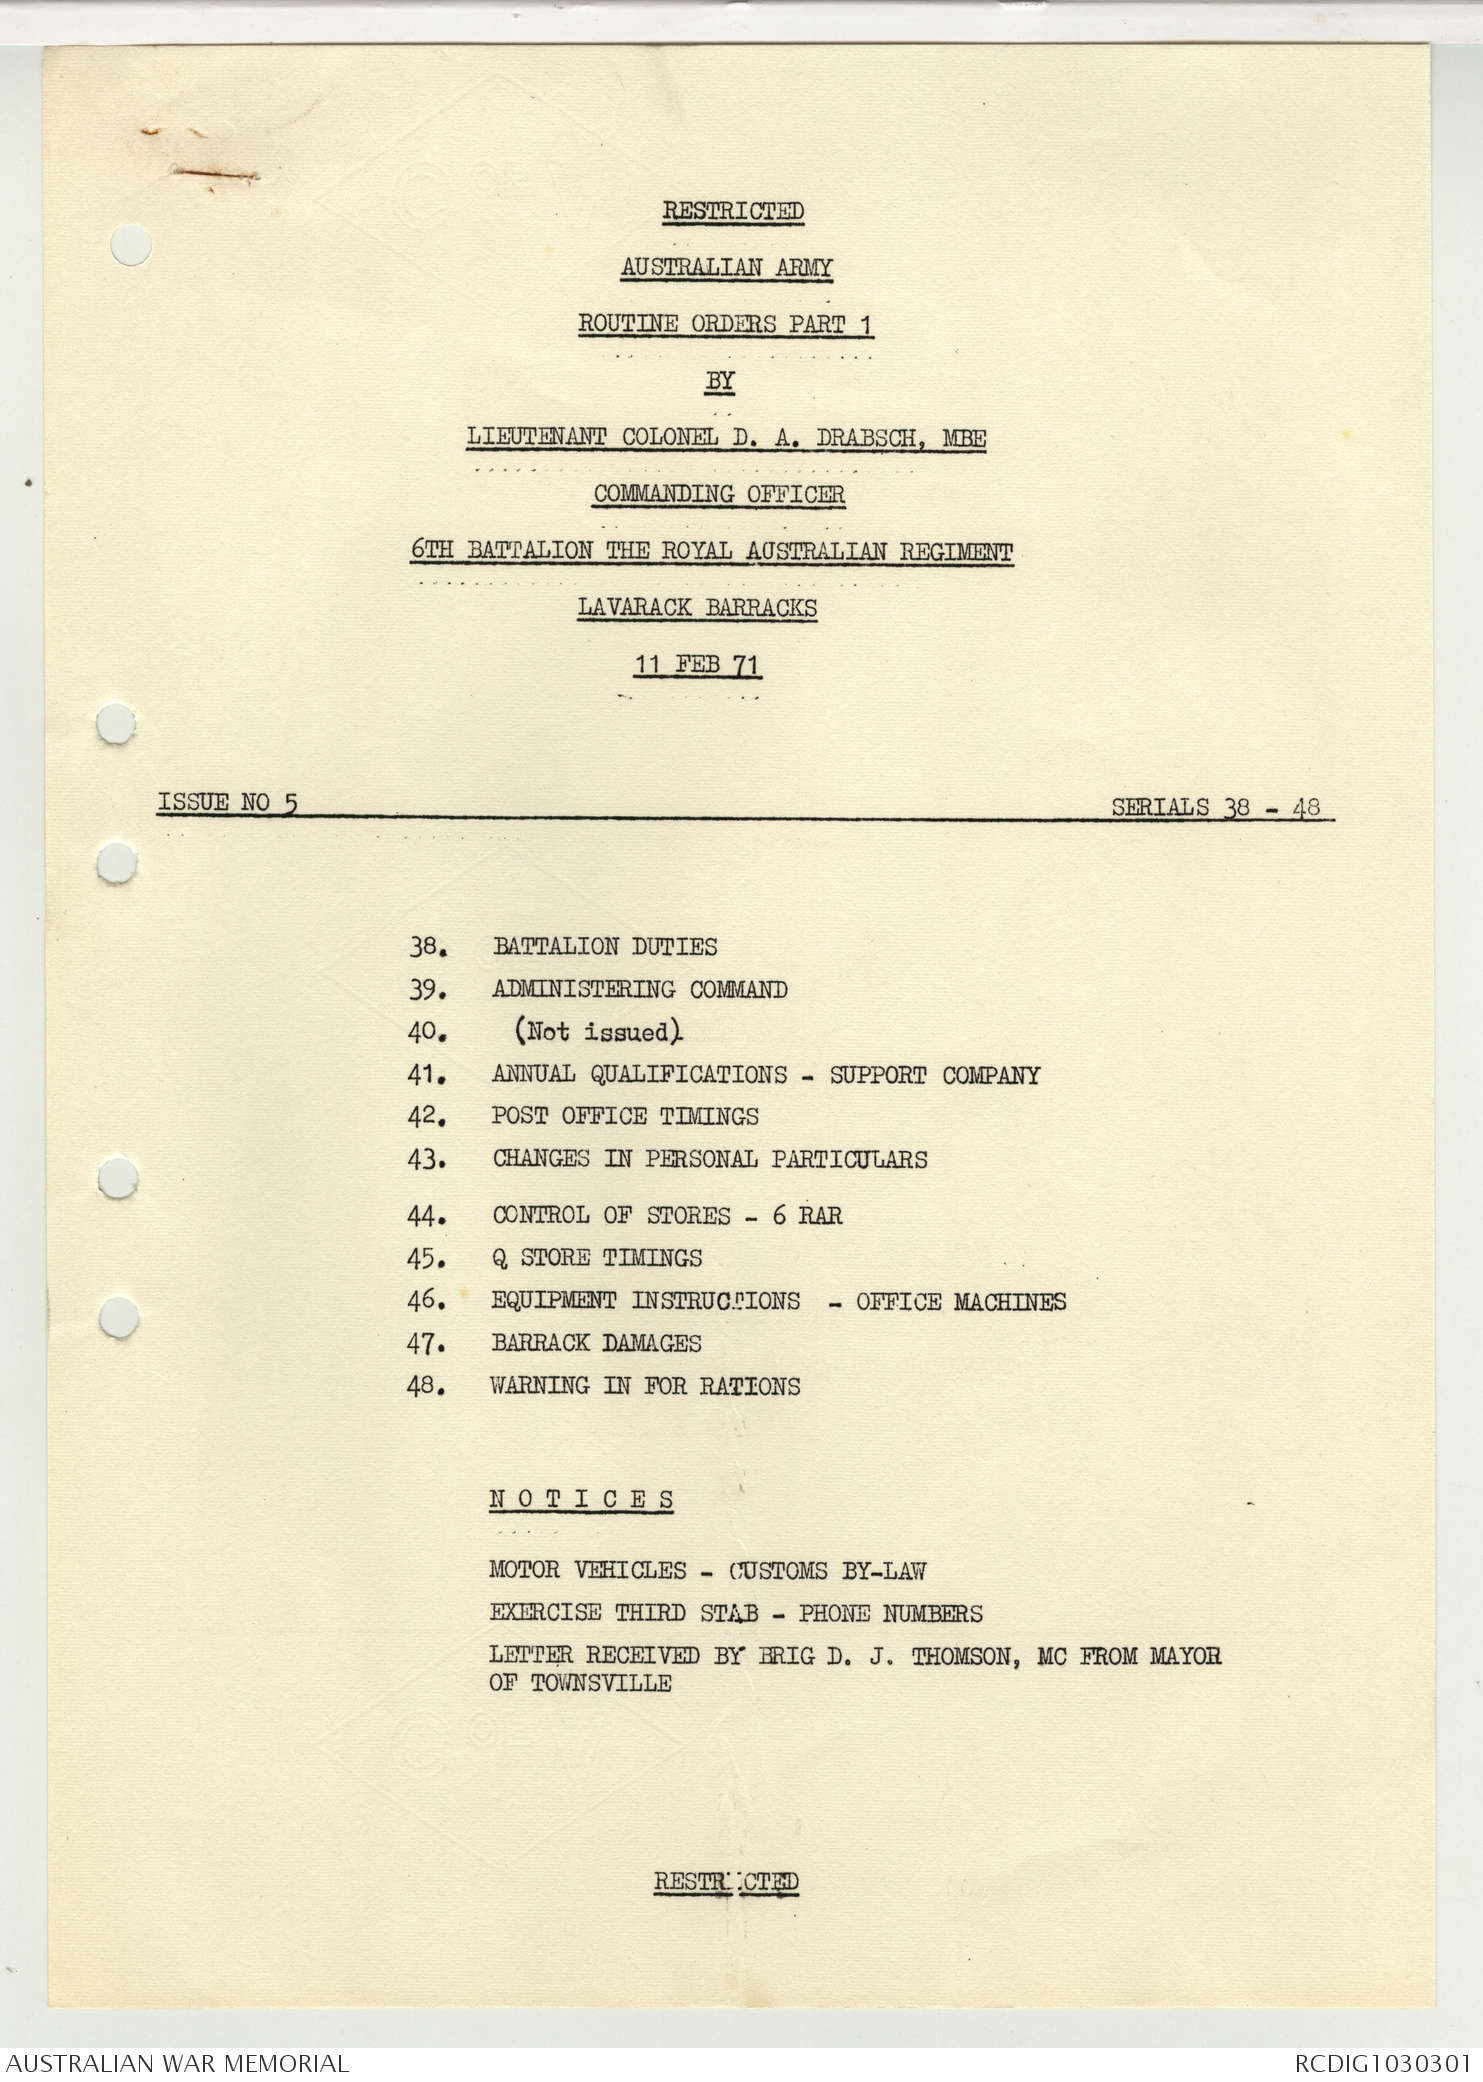 RESTRICTED
AUSTRALIAN ARMY
ROUTINE ORDERS PART 1
BY
LIEUTENANT COLONEL D. A. DRABSCH, MBE
COMMANDING OFFICER
6TH BATTALION THE ROYAL AUSTRALIAN REGIMENT
LAVARACK BARRACKS
11 FEB 71
ISSUE NO 5 SERIALS 38 - 48
38. BATTALION DUTIES
39. ADMINISTERING COMMAND
40. (Not issued)
41. ANNUAL QUALIFICATIONS - SUPPORT COMPANY
42. POST OFFICE TIMINGS
43. CHANGES IN PERSONAL PARTICULARS
44. CONTROL OF STORES - 6 RAR
45. Q STORE TIMINGS
46. EQUIPMENT INSTRUCTIONS - OFFICE MACHINES
47. BARRACK DAMAGES
48. WARNING IN FOR RATIONS
N O T I C E S
MOTOR VEHICLES - CUSTOMS BY-LAW
EXERCISE THIRD STAB - PHONE NUMBERS
LETTER RECEIVED BY BRIG D. J. THOMSON, MC FROM MAYOR
OF TOWNSVILLE
RESTRICTED
AUSTRALIAN WAR MEMORIAL RCDIG1030301